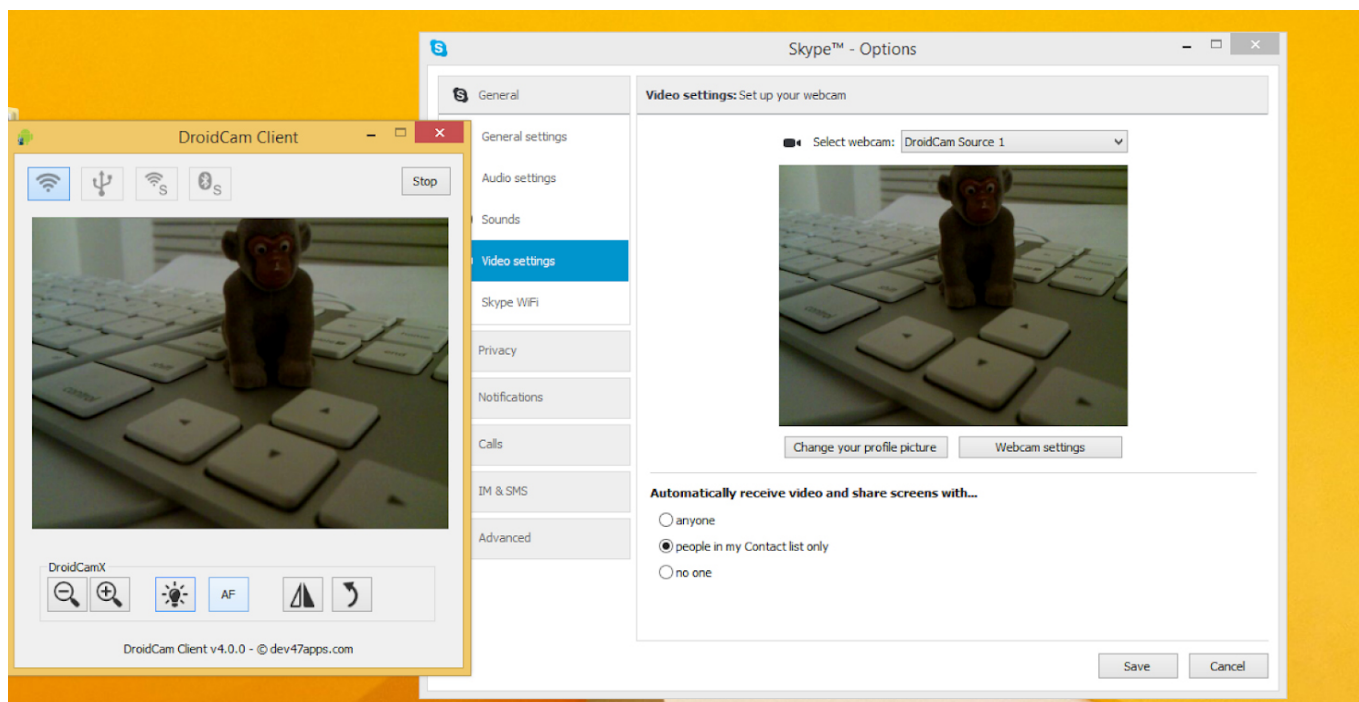 Skype™ - Options
General
Video settings: Set up your webcam
DroidCam Client
General settings
Select webcam: DroidCam Source 1
S
S
Stop
Audio settings
Sounds
Video settings
Skype WiFi
Privacy
Notifications
Calls
IM & SMS
Advanced
control
control
Change your profile picture
Webcam settings
Automatically receive video and share screens with...
anyone
people in my Contact list only
no one
DroidCamX
AF
DroidCam Client v4.0.0 - © dev47apps.com
Save
Cancel